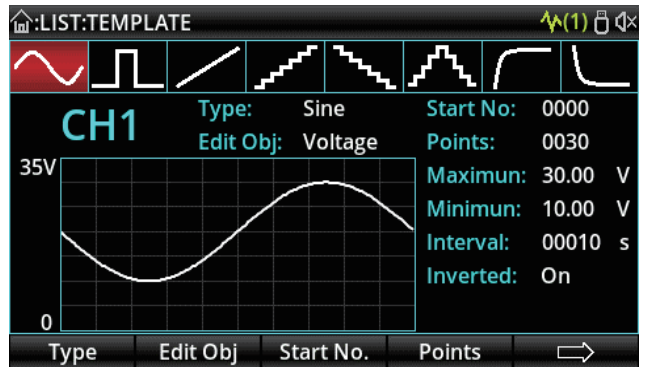 :LIST:TEMPLATE (1)
CH1
Type: Sine
Edit Obj: Voltage
Start No: 0000
Points: 0030
Maximun: 30.00 V
Minimun: 10.00 V
Interval: 00010 s
Inverted: On
35V
0
Type Edit Obj Start No. Points